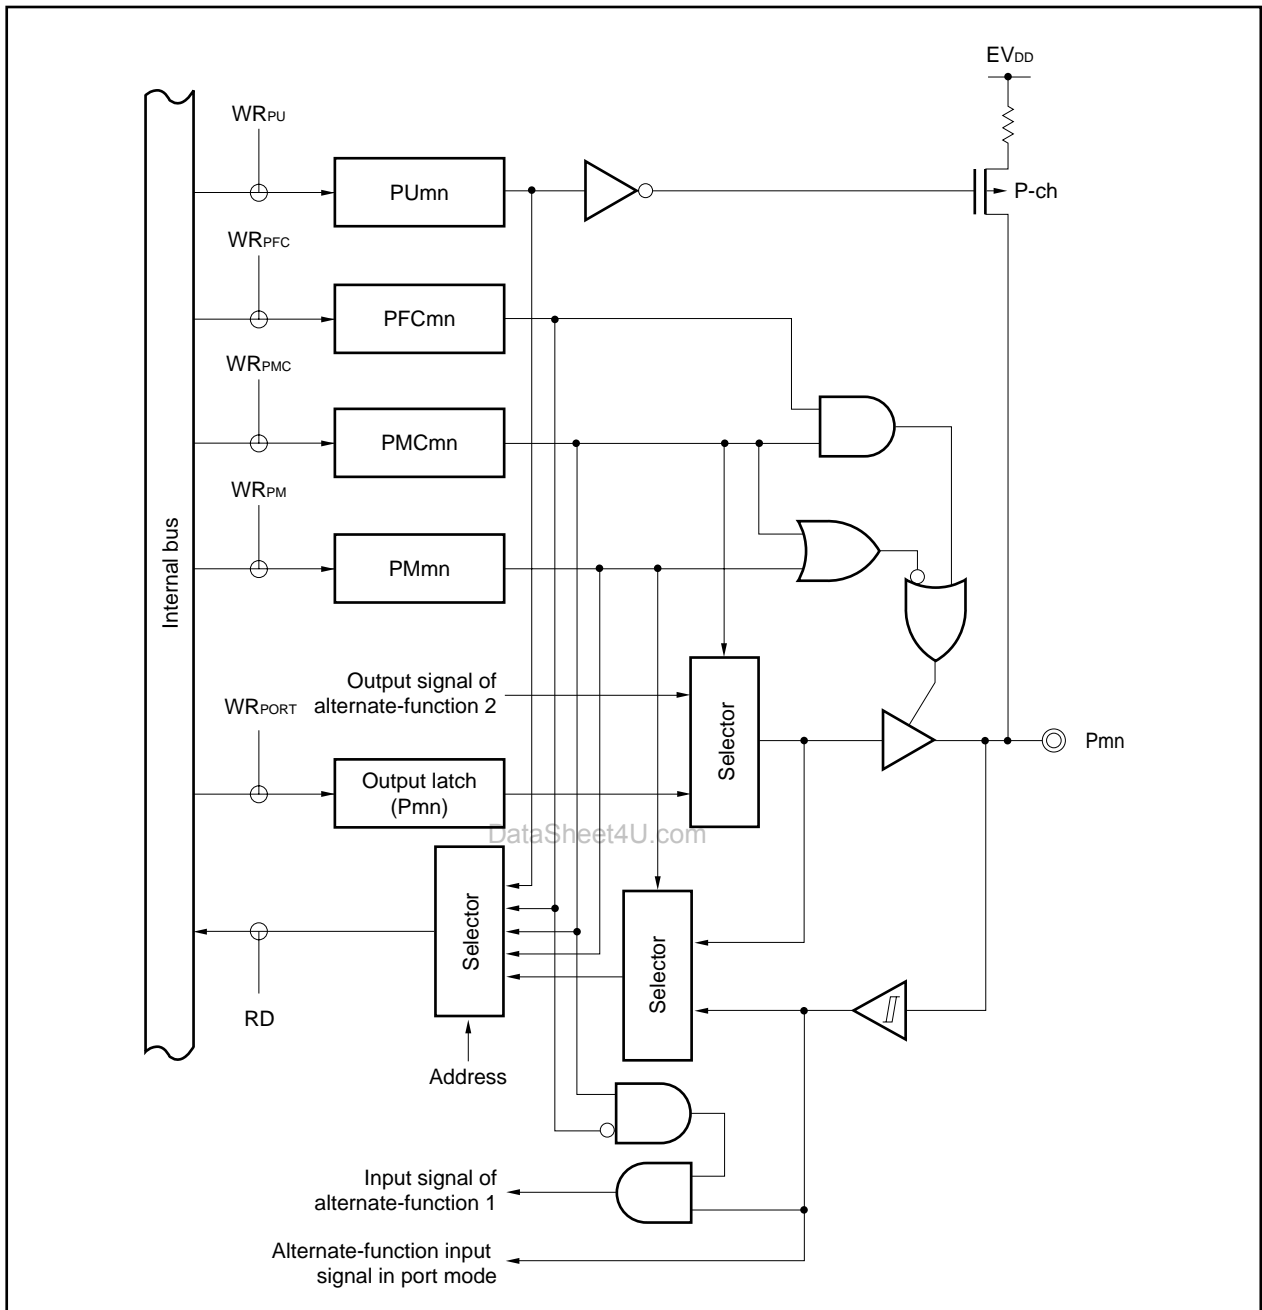 EVDD
WRPU
PUmn
P-ch
WRPFC
PFCmn
WRPMC
PMCmn
WRPM
PMmn
Internal bus
Output signal of
alternate-function 2
WRPORT
Selector
Pmn
Output latch
(Pmn)
DataSheet4U.com
Selector
Selector
RD
Address
Input signal of
alternate-function 1
Alternate-function input
signal in port mode